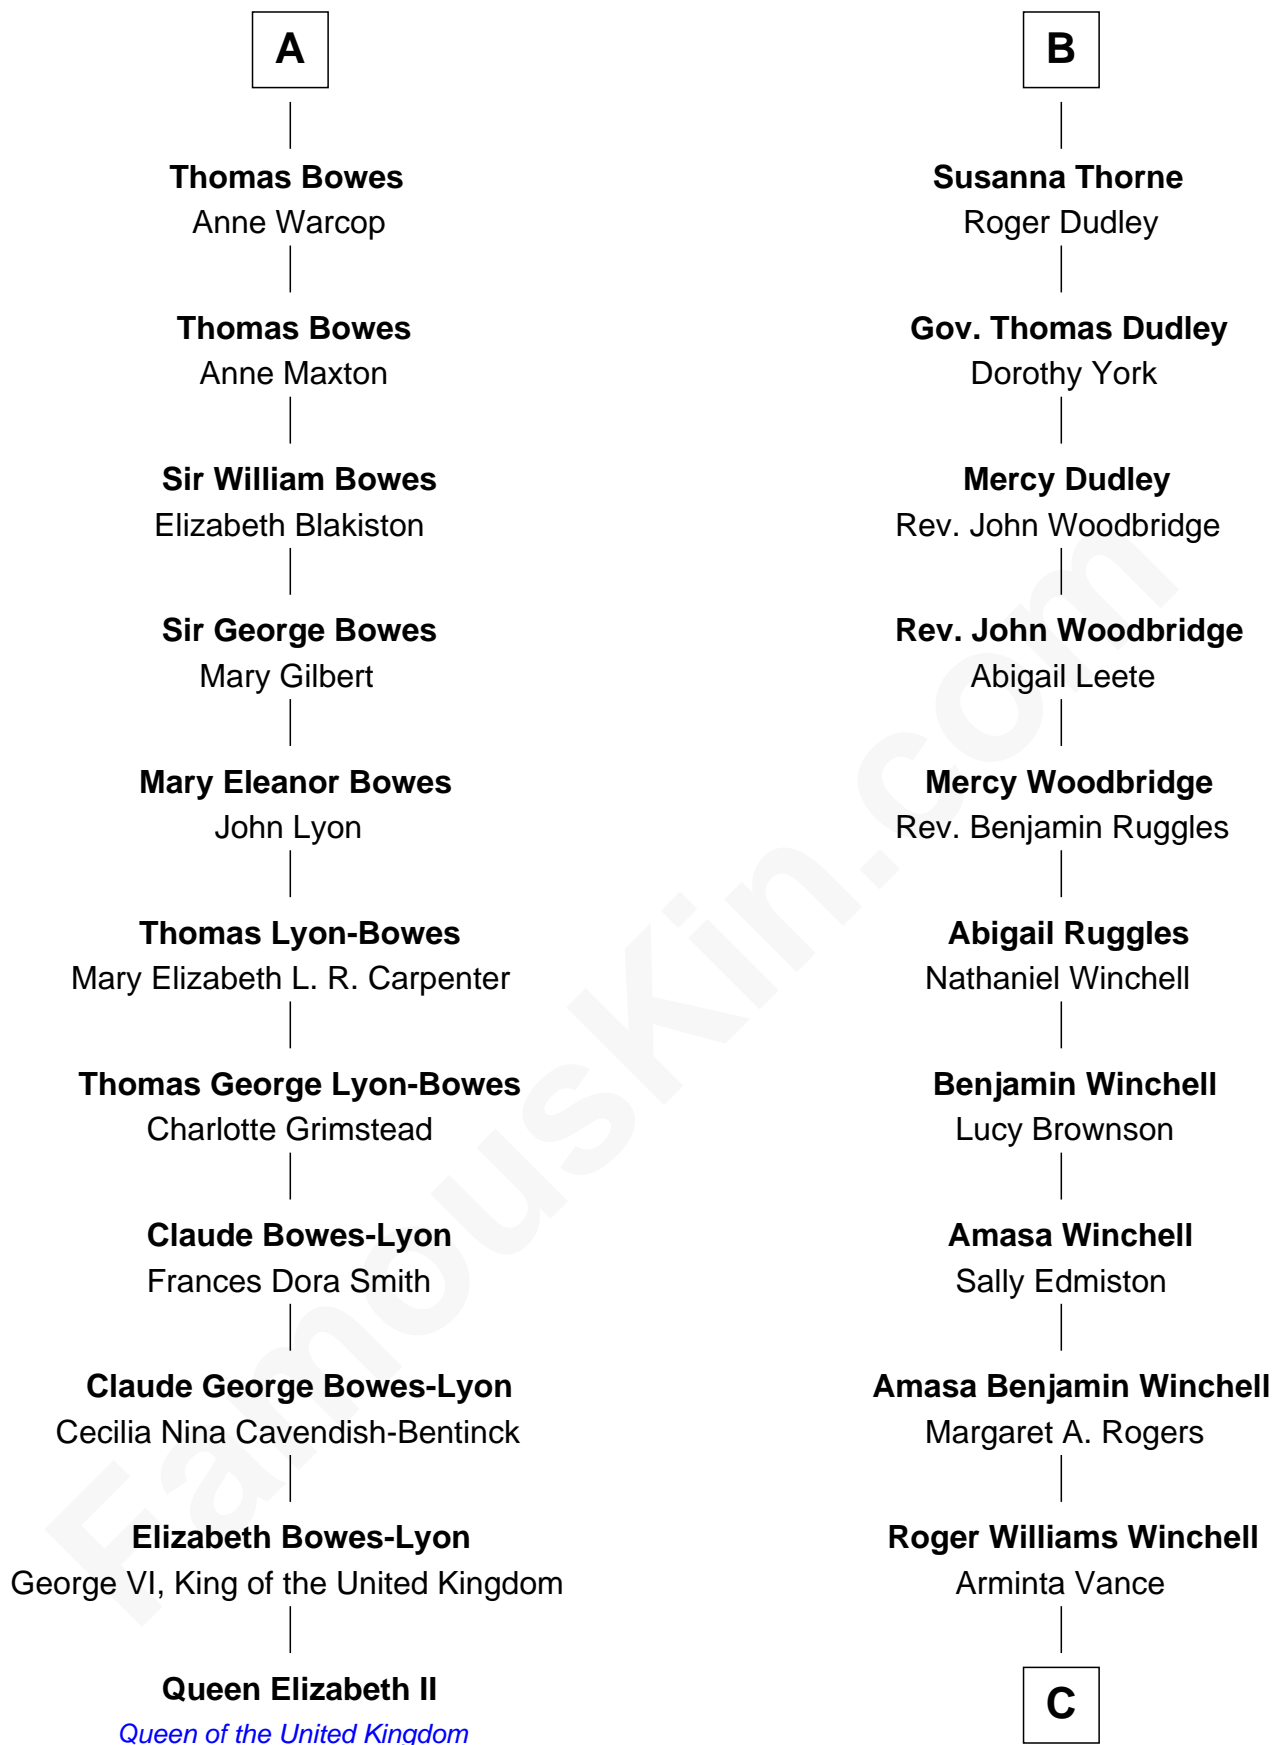 A
Thomas Bowes
Anne Warcop
Thomas Bowes
Anne Maxton
Sir William Bowes
Elizabeth Blakiston
Sir George Bowes
Mary Gilbert
Mary Eleanor Bowes
John Lyon
Thomas Lyon-Bowes
Mary Elizabeth L. R. Carpenter
Thomas George Lyon-Bowes
Charlotte Grimstead
Claude Bowes-Lyon
Frances Dora Smith
Claude George Bowes-Lyon
Cecilia Nina Cavendish-Bentinck
Elizabeth Bowes-Lyon
George VI, King of the United Kingdom
Queen Elizabeth II
Queen of the United Kingdom
B
Susanna Thorne
Roger Dudley
Gov. Thomas Dudley
Dorothy York
Mercy Dudley
Rev. John Woodbridge
Rev. John Woodbridge
Abigail Leete
Mercy Woodbridge
Rev. Benjamin Ruggles
Abigail Ruggles
Nathaniel Winchell
Benjamin Winchell
Lucy Brownson
Amasa Winchell
Sally Edmiston
Amasa Benjamin Winchell
Margaret A. Rogers
Roger Williams Winchell
Arminta Vance
C
FamousKin.com